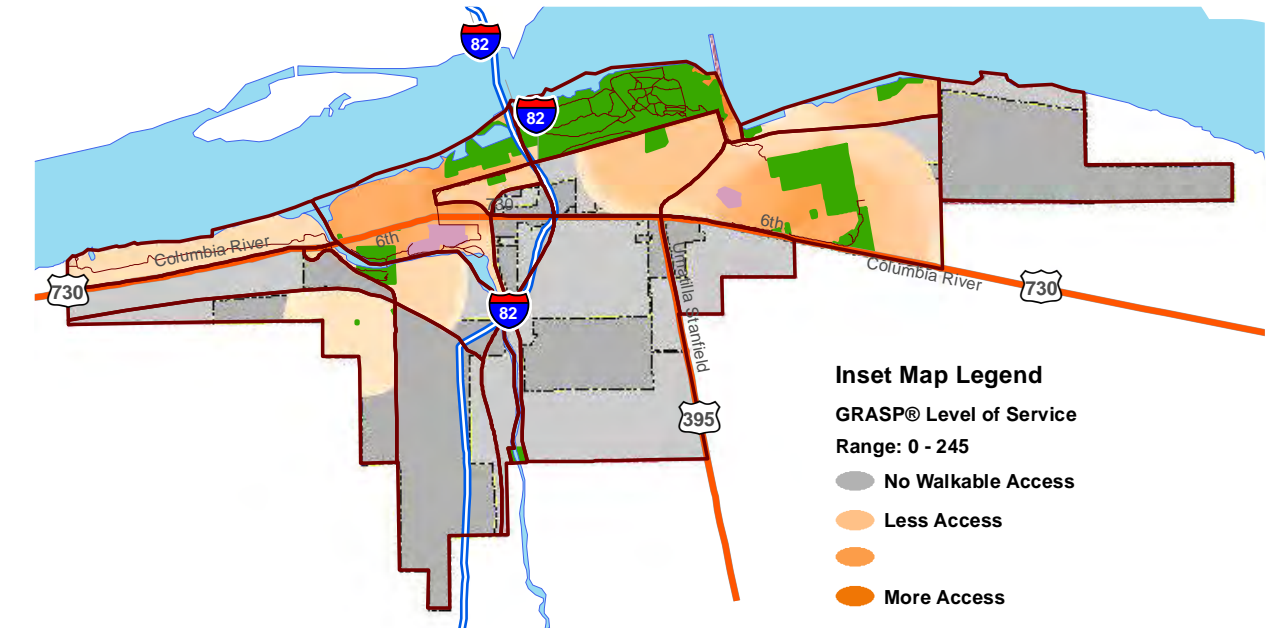 82
82
730
6th
Columbia River
6th
730
82
Umatilla Stanfield
Columbia River
730
395
Inset Map Legend
GRASP® Level of Service
Range: 0 - 245
No Walkable Access
Less Access
More Access